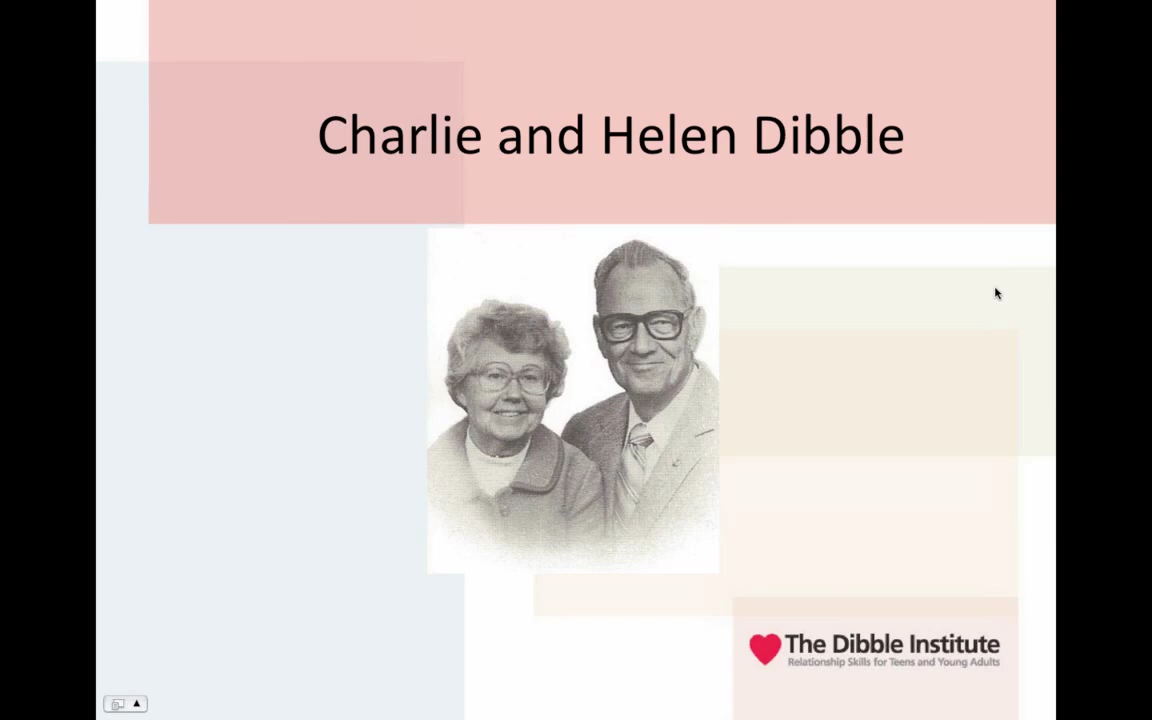 Charlie and Helen Dibble
The Dibble Institute
Relationship Skills for Teens and Young Adults